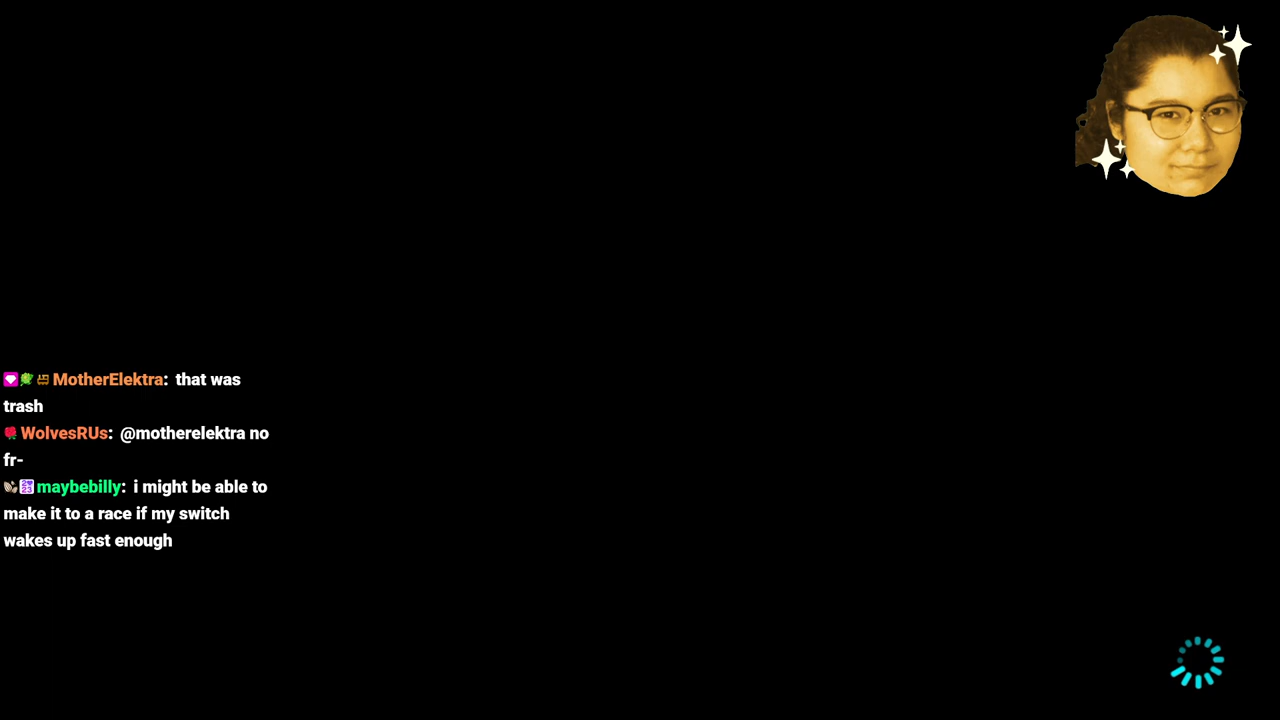 MotherElektra: that was
trash
WolvesRUs: @motherelektra no
fr-
maybebilly: i might be able to
make it to a race if my switch
wakes up fast enough